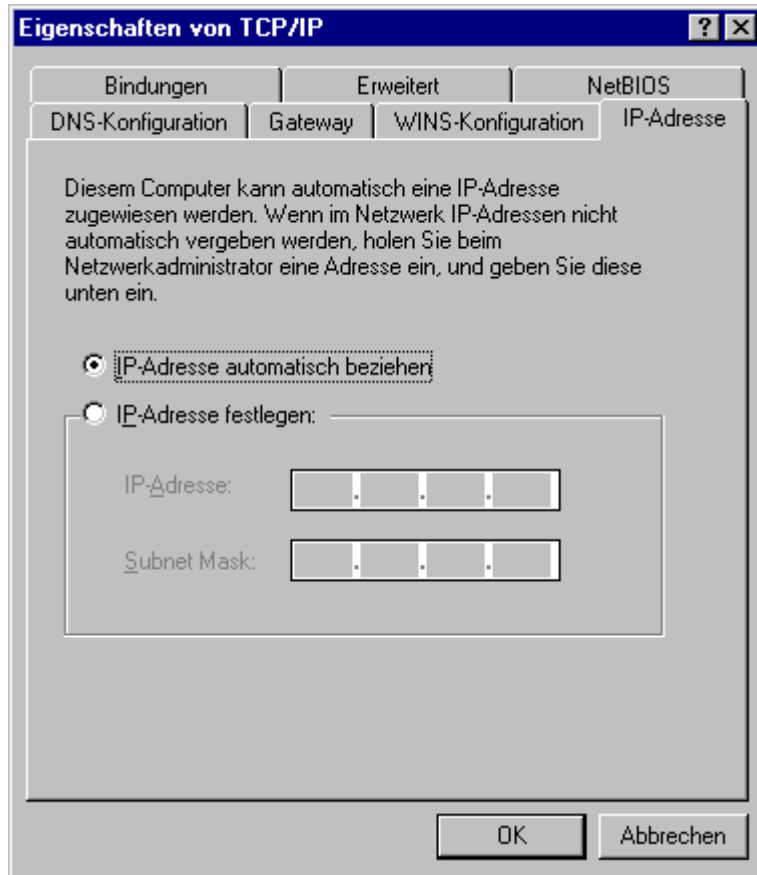 Eigenschaften von TCP/IP
Bindungen Erweitert NetBIOS
DNS-Konfiguration Gateway WINS-Konfiguration IP-Adresse
Diesem Computer kann automatisch eine IP-Adresse
zugewiesen werden. Wenn im Netzwerk IP-Adressen nicht
automatisch vergeben werden, holen Sie beim
Netzwerkadministrator eine Adresse ein, und geben Sie diese
unten ein.
IP-Adresse automatisch beziehen
IP-Adresse festlegen:
IP-Adresse: . . .
Subnet Mask: . . .
OK Abbrechen